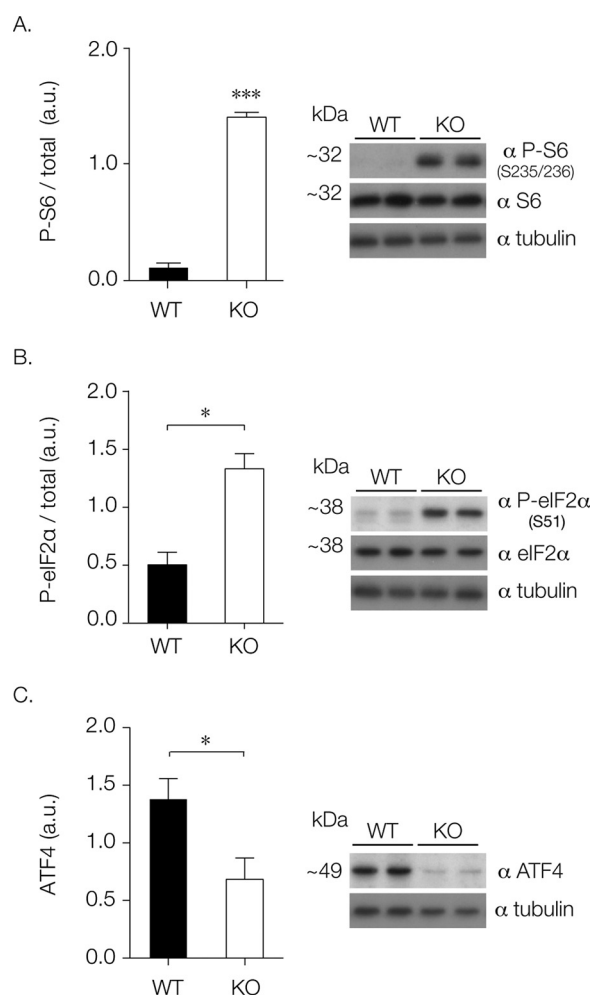 A.
P-S6 / total (a.u.)
2.0
1.0
0.0
***
WT KO
kDa
WT KO
~32 α P-S6
(S235/236)
~32 α S6
α tubulin
B.
P-eIF2α / total (a.u.)
2.0
1.5
1.0
0.5
0.0
*
WT KO
kDa
WT KO
~38 α P-eIF2α
(S51)
~38 α eIF2α
α tubulin
C.
ATF4 (a.u.)
2.0
1.5
1.0
0.5
0.0
*
WT KO
kDa
WT KO
~49 α ATF4
α tubulin